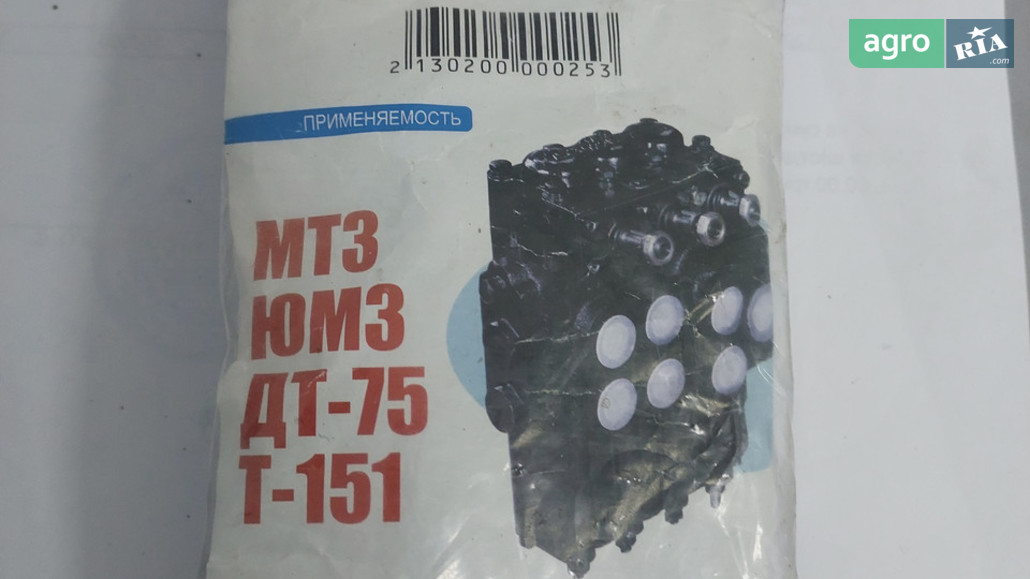 agro RIA .com
2 130200 000253
ПРИМЕНЯЕМОСТЬ
МТЗ
ЮМЗ
ДТ-75
Т-151